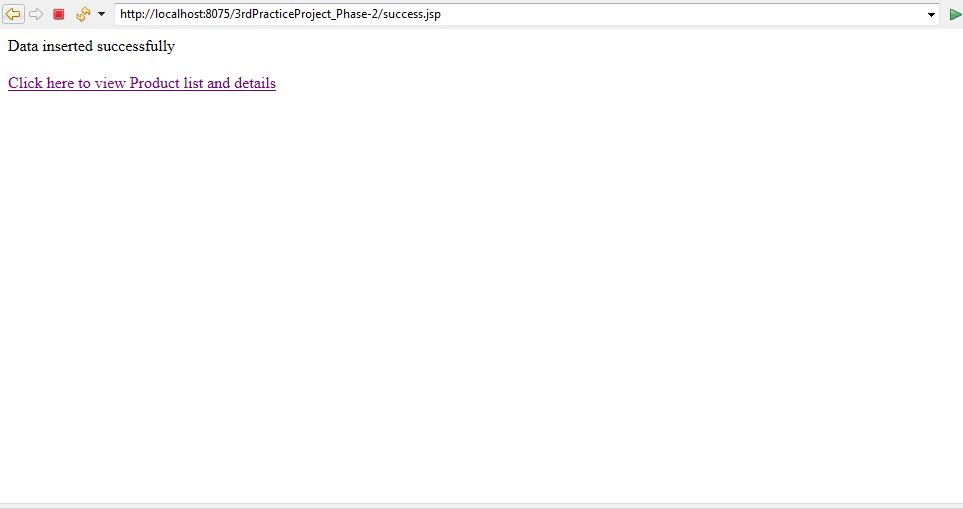 http://localhost:8075/3rdPracticeProject_Phase-2/success.jsp
Data inserted successfully
Click here to view Product list and details